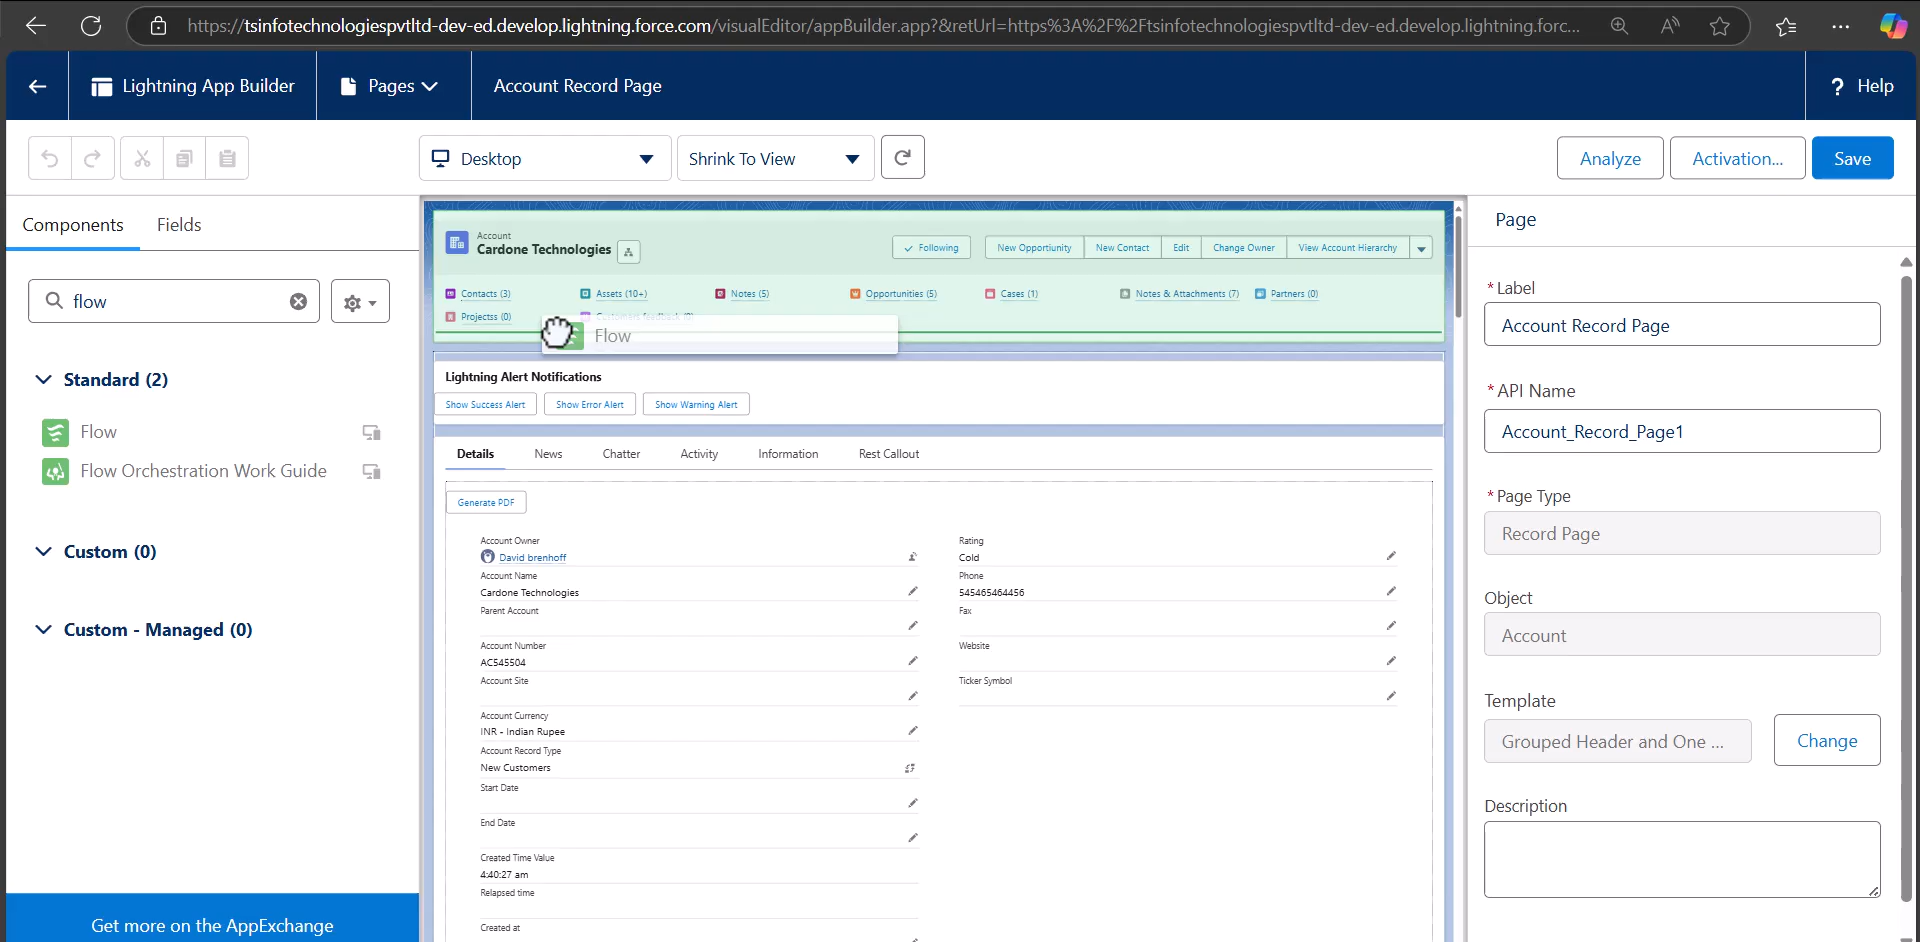 https://tsinfotechnologiespvtltd-dev-ed.develop.lightning.force.com/visualEditor/appBuilder.app?&retUrl=https%3A%2F%2Ftsinfotechnologiespvtltd-dev-ed.develop.lightning.forc...
Lightning App Builder
Pages
Account Record Page
? Help
Desktop
Shrink To View
Analyze
Activation...
Save
Components
Fields
flow
Standard (2)
Flow
Flow Orchestration Work Guide
Custom (0)
Custom - Managed (0)
Get more on the AppExchange
Account
Cardone Technologies
Following
New Opportunity
New Contact
Edit
Change Owner
View Account Hierarchy
Contacts (3)
Assets (10+)
Notes (5)
Opportunities (5)
Cases (1)
Notes & Attachments (7)
Partners (0)
Projectss (0)
Customers feedback (0)
Flow
Lightning Alert Notifications
Show Success Alert
Show Error Alert
Show Warning Alert
Details
News
Chatter
Activity
Information
Rest Callout
Generate PDF
Account Owner
David brenhoff
Account Name
Cardone Technologies
Parent Account
Account Number
AC545504
Account Site
Account Currency
INR - Indian Rupee
Account Record Type
New Customers
Start Date
End Date
Created Time Value
4:40:27 am
Relapsed time
Created at
Rating
Cold
Phone
545465464456
Fax
Website
Ticker Symbol
Page
*Label
Account Record Page
*API Name
Account_Record_Page1
*Page Type
Record Page
Object
Account
Template
Grouped Header and One ...
Change
Description